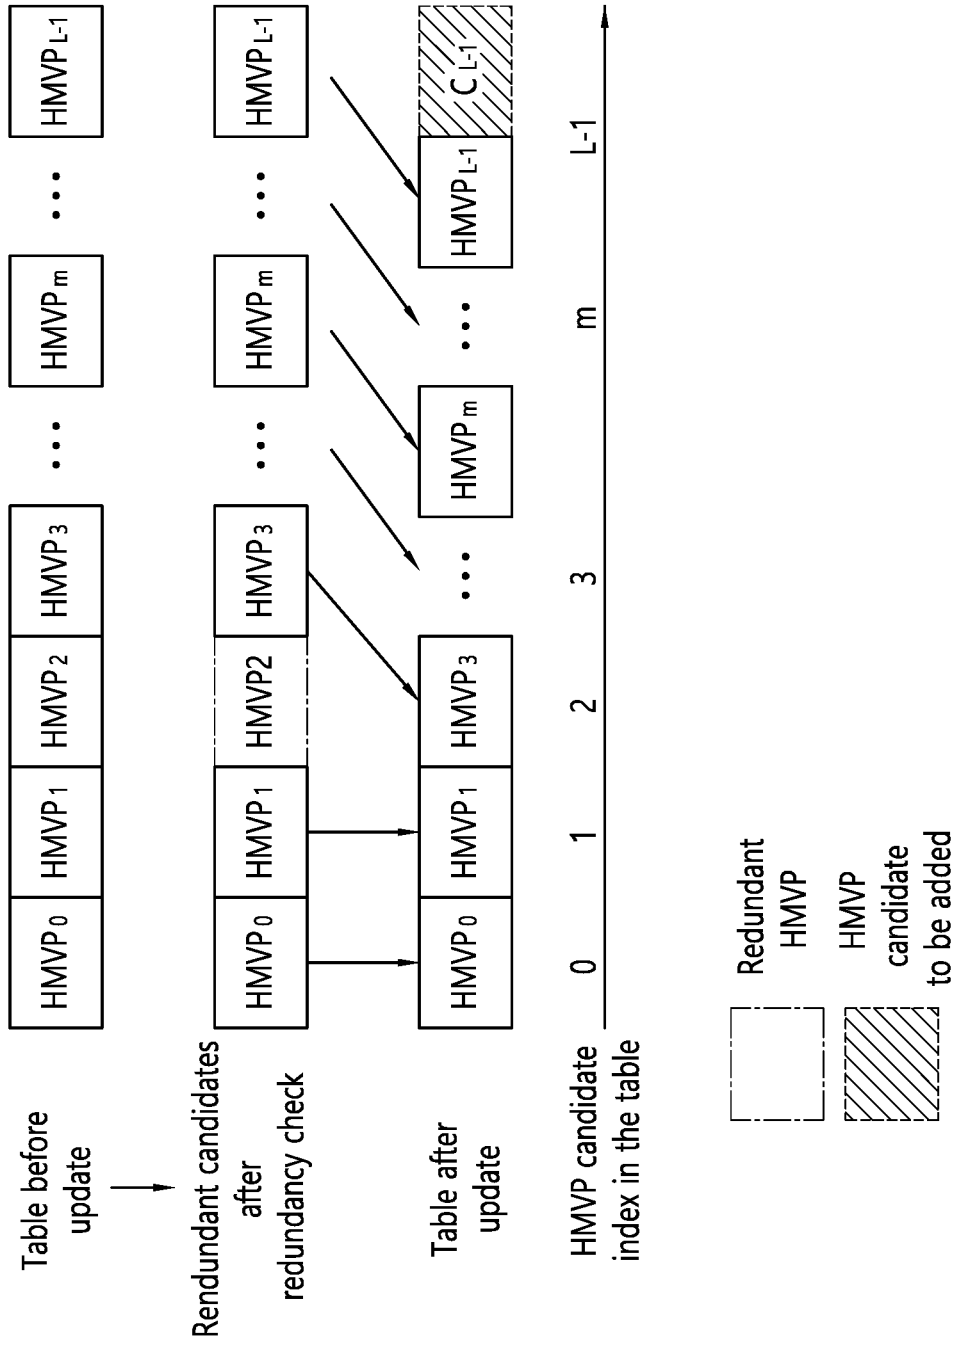 Table before
update
HMVP0 HMVP1 HMVP2 HMVP3 ••• HMVPm ••• HMVPL-1
Rendundant candidates
after
redundancy check
HMVP0 HMVP1 HMVP2 HMVP3 ••• HMVPm ••• HMVPL-1
Table after
update
HMVP0 HMVP1 HMVP3 ••• HMVPm ••• HMVPL-1 CL-1
HMVP candidate
index in the table
0 1 2 3 m L-1
Redundant
HMVP
HMVP
candidate
to be added